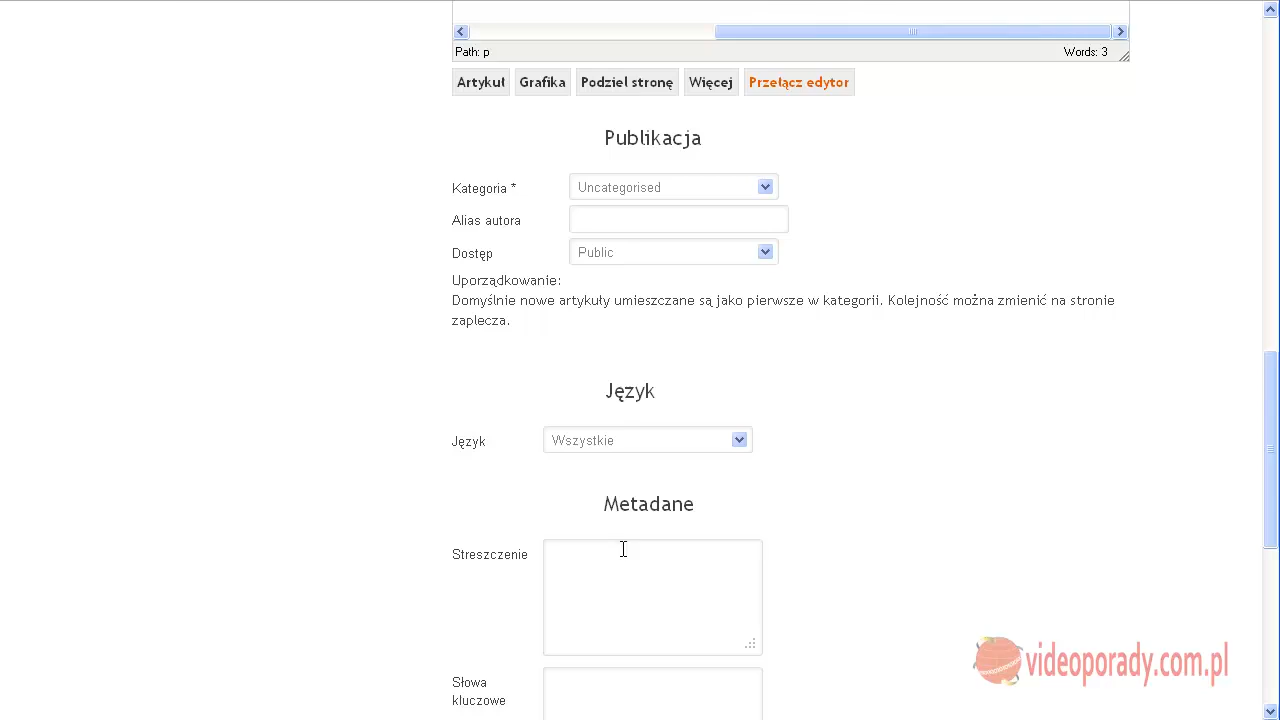 Path: p
Words: 3
Artykuł
Grafika
Podziel stronę
Więcej
Przełącz edytor
Publikacja
Kategoria *
Uncategorised
Alias autora
Dostęp
Public
Uporządkowanie:
Domyślnie nowe artykuły umieszczane są jako pierwsze w kategorii. Kolejność można zmienić na stronie
zaplecza.
Język
Język
Wszystkie
Metadane
Streszczenie
Słowa
kluczowe
videoporady.com.pl